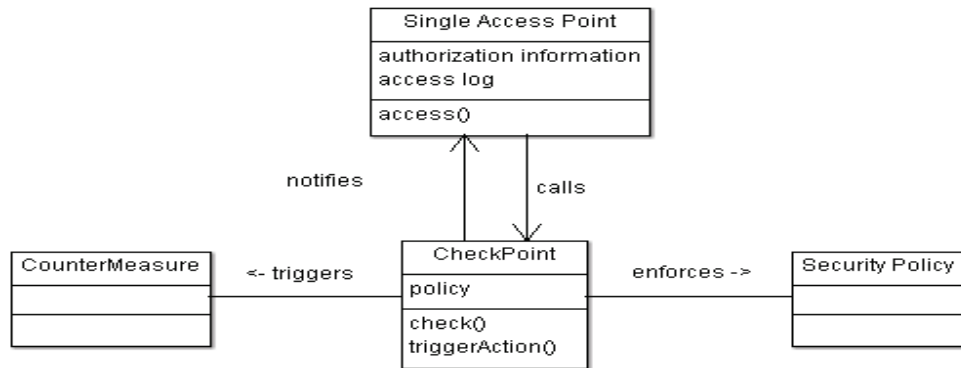 Single Access Point
authorization information
access log
access()
notifies
calls
CounterMeasure
<- triggers
CheckPoint
policy
check()
triggerAction()
enforces ->
Security Policy